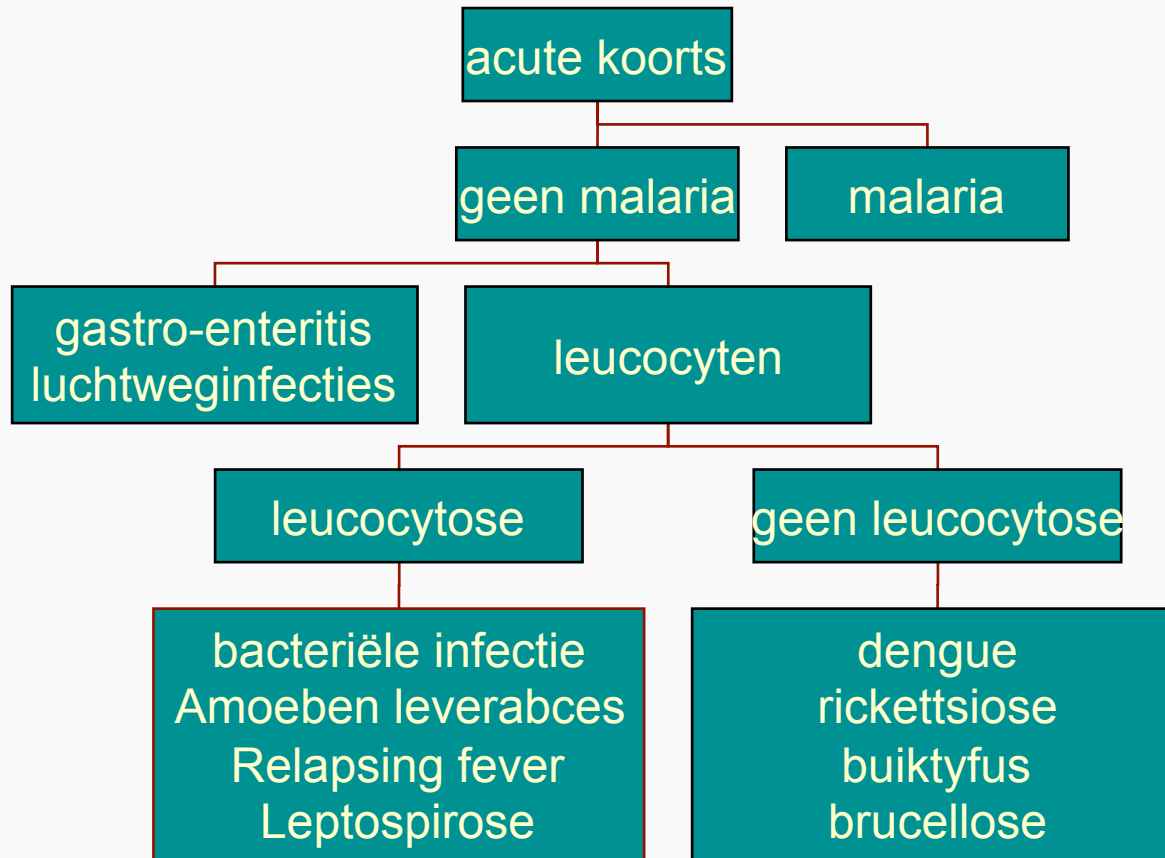 acute koorts
geen malaria
malaria
gastro-enteritis
luchtweginfecties
leucocyten
leucocytose
geen leucocytose
bacteriële infectie
Amoeben leverabces
Relapsing fever
Leptospirose
dengue
rickettsiose
buiktyfus
brucellose